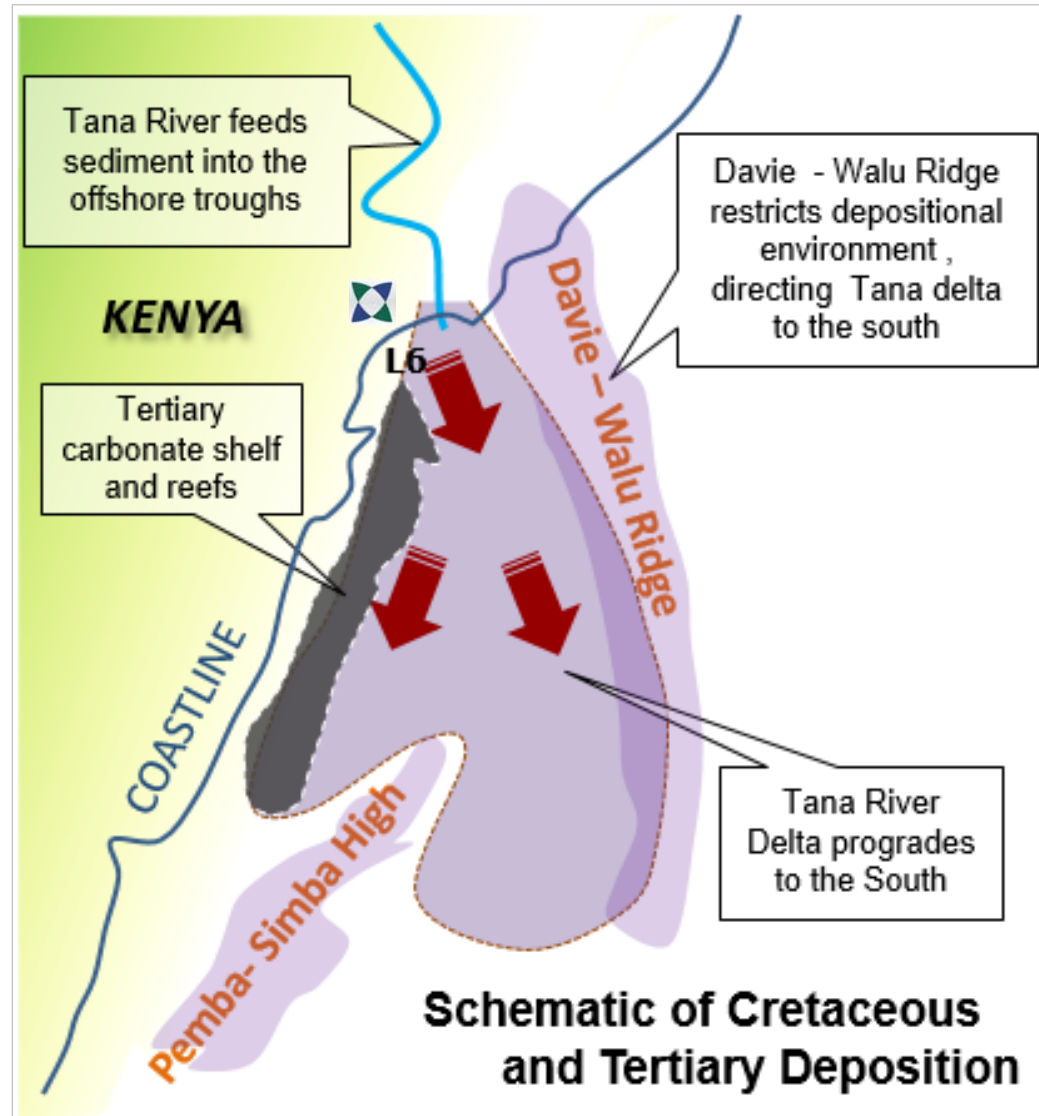 Tana River feeds
sediment into the
offshore troughs
Davie - Walu Ridge
restricts depositional
environment ,
directing Tana delta
to the south
KENYA
Davie – Walu Ridge
L6
Tertiary
carbonate shelf
and reefs
COASTLINE
Tana River
Delta progrades
to the South
Pemba- Simba High
Schematic of Cretaceous
and Tertiary Deposition